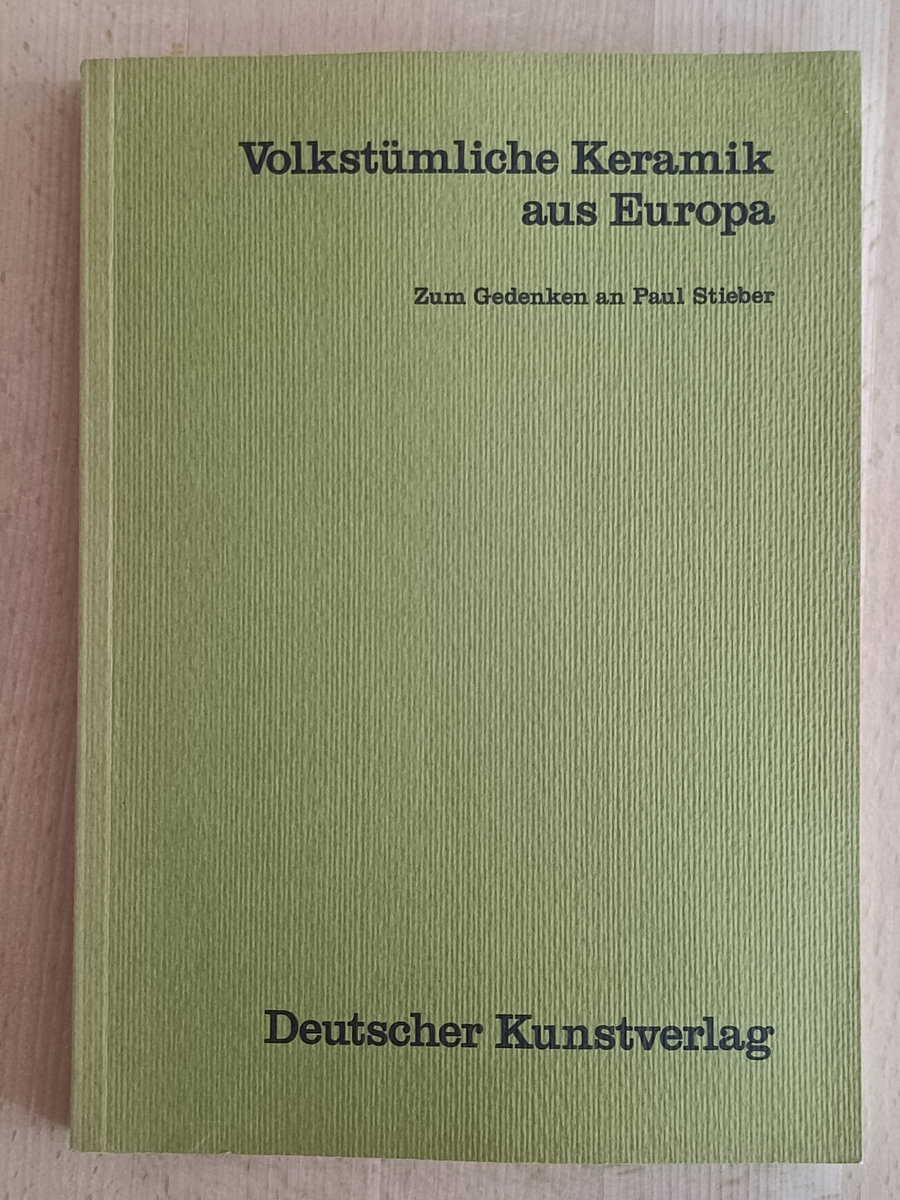 Volkstümliche Keramik
aus Europa
Zum Gedenken an Paul Stieber
Deutscher Kunstverlag